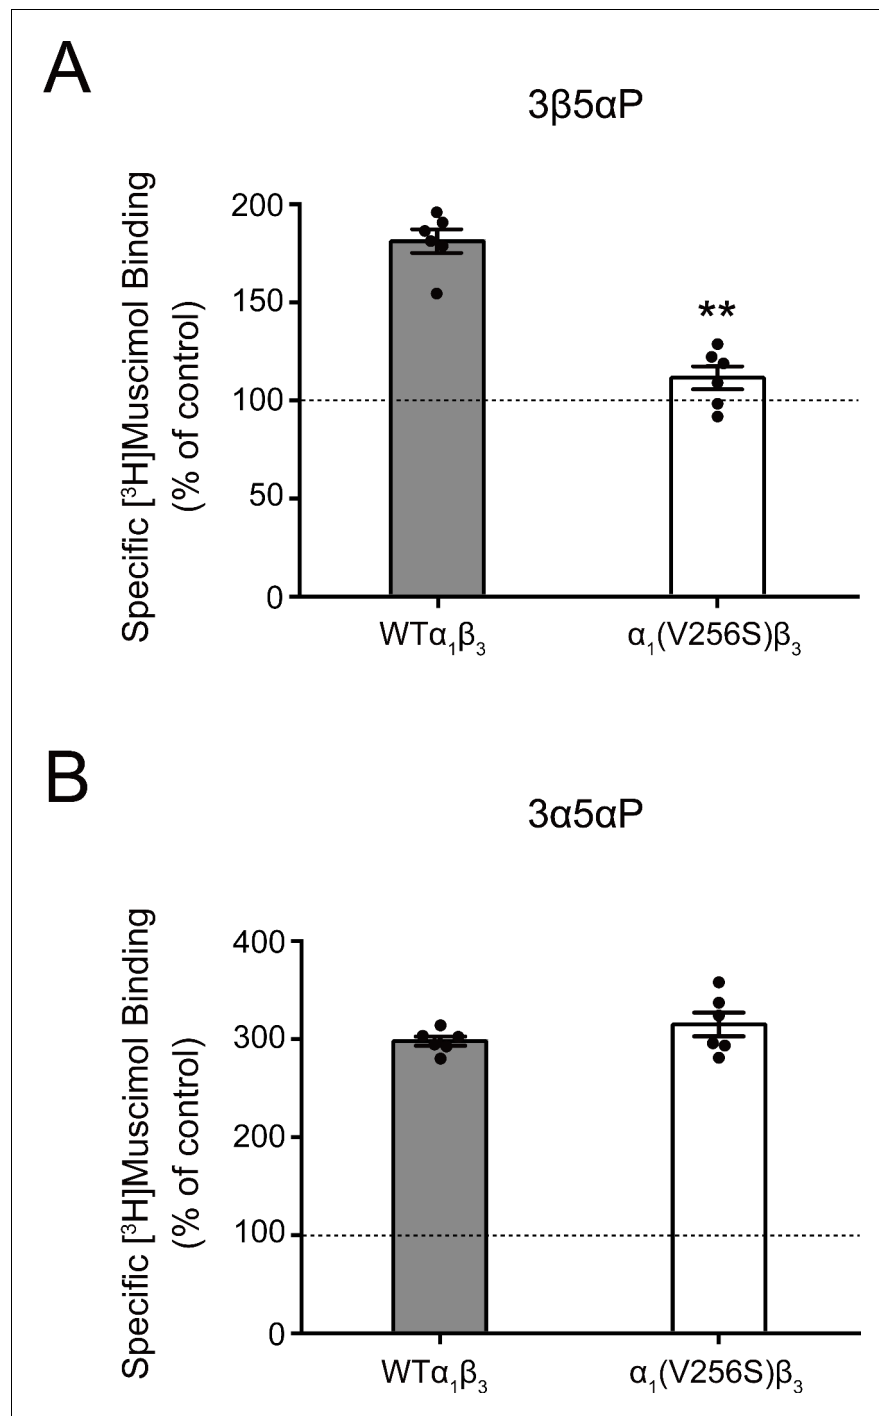 A
3β5αP
Specific [³H]Muscimol Binding
(% of control)
200
150
100
50
0
**
WTα₁β₃
α₁(V256S)β₃
B
3α5αP
Specific [³H]Muscimol Binding
(% of control)
400
300
200
100
0
WTα₁β₃
α₁(V256S)β₃